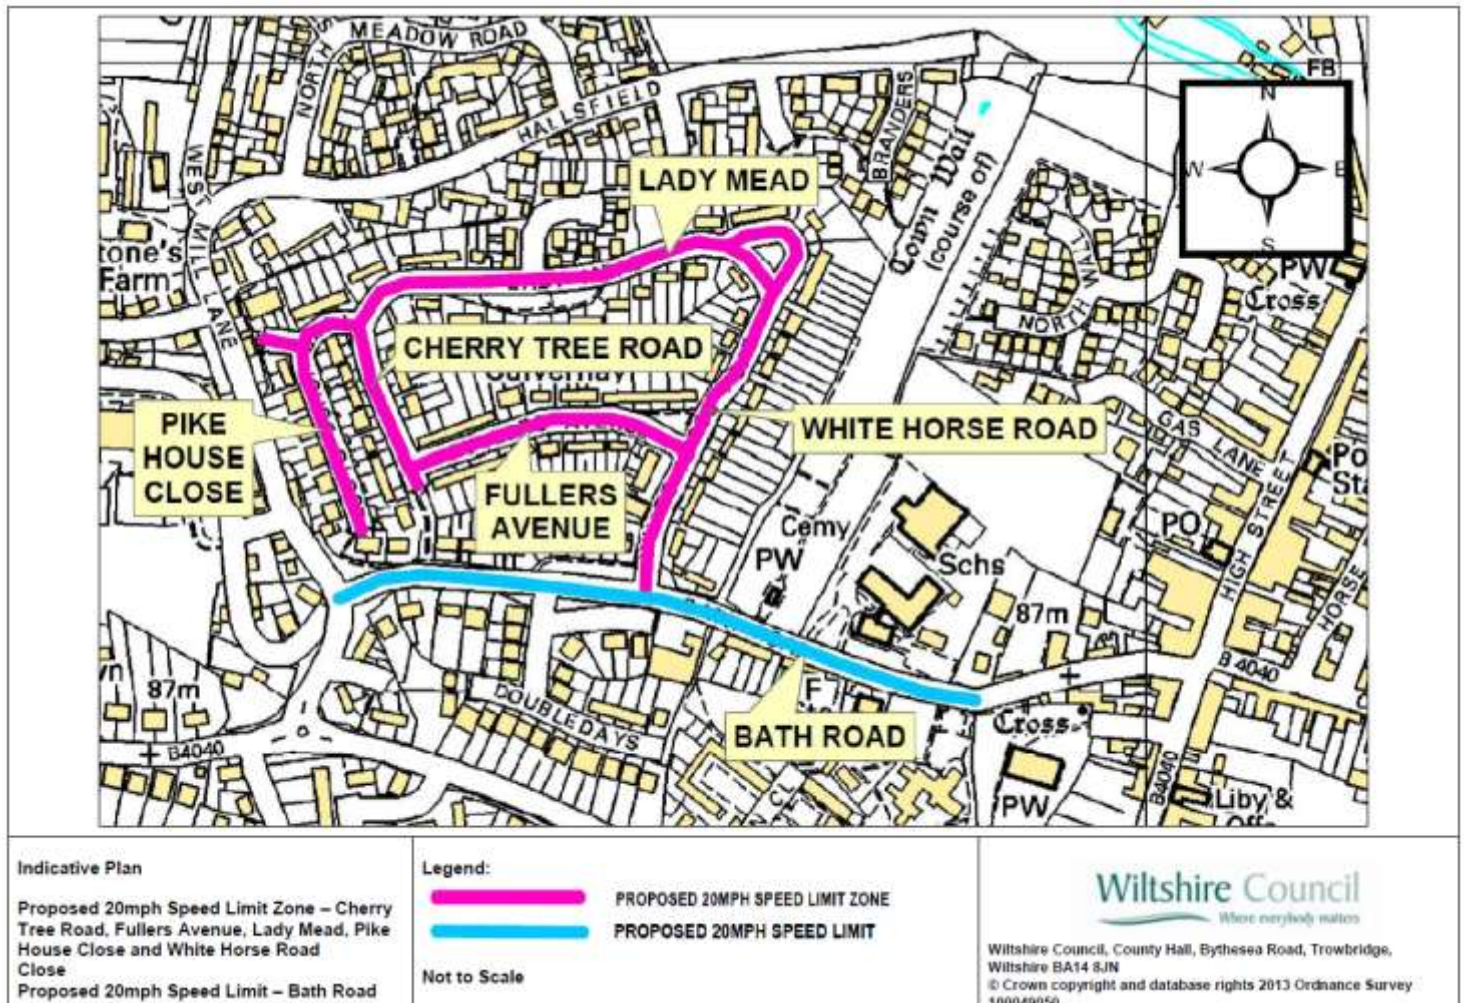 MEADOW ROAD
NORTH
HALLSFIELD
BRANDERS
FB
N
W
E
S
WEST MILL LANE
LADY MEAD
Town Wall
(course of)
tone's
Farm
PW
Cross
NORTH WALL
CHERRY TREE ROAD
PIKE
HOUSE
CLOSE
WHITE HORSE ROAD
GAS LANE
Po
Sta
FULLERS
AVENUE
Cemy
PW
Schs
PO
HIGH STREET
HORSE
87m
B 4040
87m
DOUBLEDAYS
F
BATH ROAD
Cross
B4040
PW
B4040
Liby &
Offs
Indicative Plan
Proposed 20mph Speed Limit Zone – Cherry
Tree Road, Fullers Avenue, Lady Mead, Pike
House Close and White Horse Road
Close
Proposed 20mph Speed Limit – Bath Road
Legend:
PROPOSED 20MPH SPEED LIMIT ZONE
PROPOSED 20MPH SPEED LIMIT
Not to Scale
Wiltshire Council
Where everybody matters
Wiltshire Council, County Hall, Bythesea Road, Trowbridge,
Wiltshire BA14 8JN
© Crown copyright and database rights 2013 Ordnance Survey
100049050